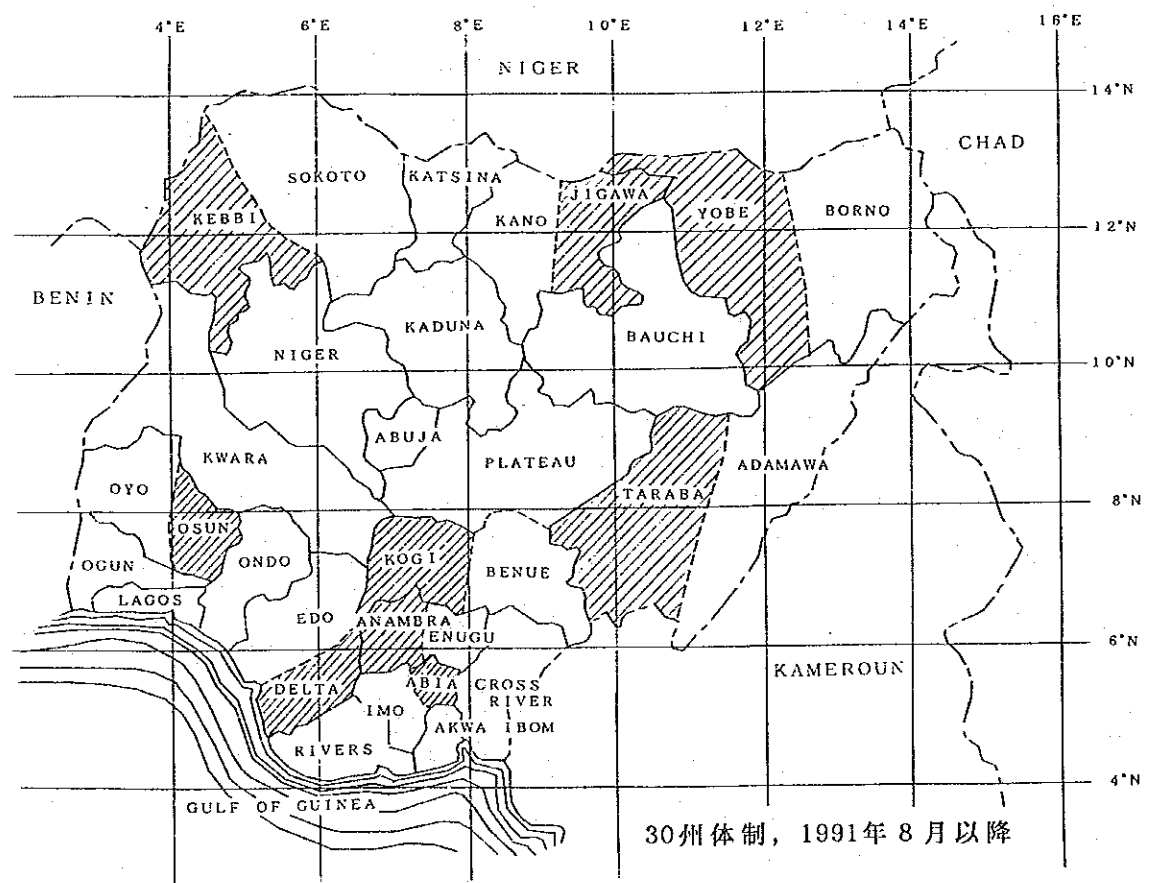 4°E 6°E 8°E 10°E 12°E 14°E 16°E
NIGER
14°N
CHAD
SOKOTO
KATSINA
JIGAWA
KEBBI
KANO
YOBE
BORNO
12°N
BENIN
KADUNA
BAUCHI
NIGER
10°N
ABUJA
KWARA
PLATEAU
ADAMAWA
OYO
TARABA
8°N
OSUN
OGUN
ONDO
KOGI
BENUE
LAGOS
EDO
ANAMBRA
ENUGU
6°N
KAMEROUN
DELTA
ABIA
CROSS
RIVER
IMO
AKWA IBOM
RIVERS
4°N
GULF OF GUINEA
30州体制，1991年8月以降